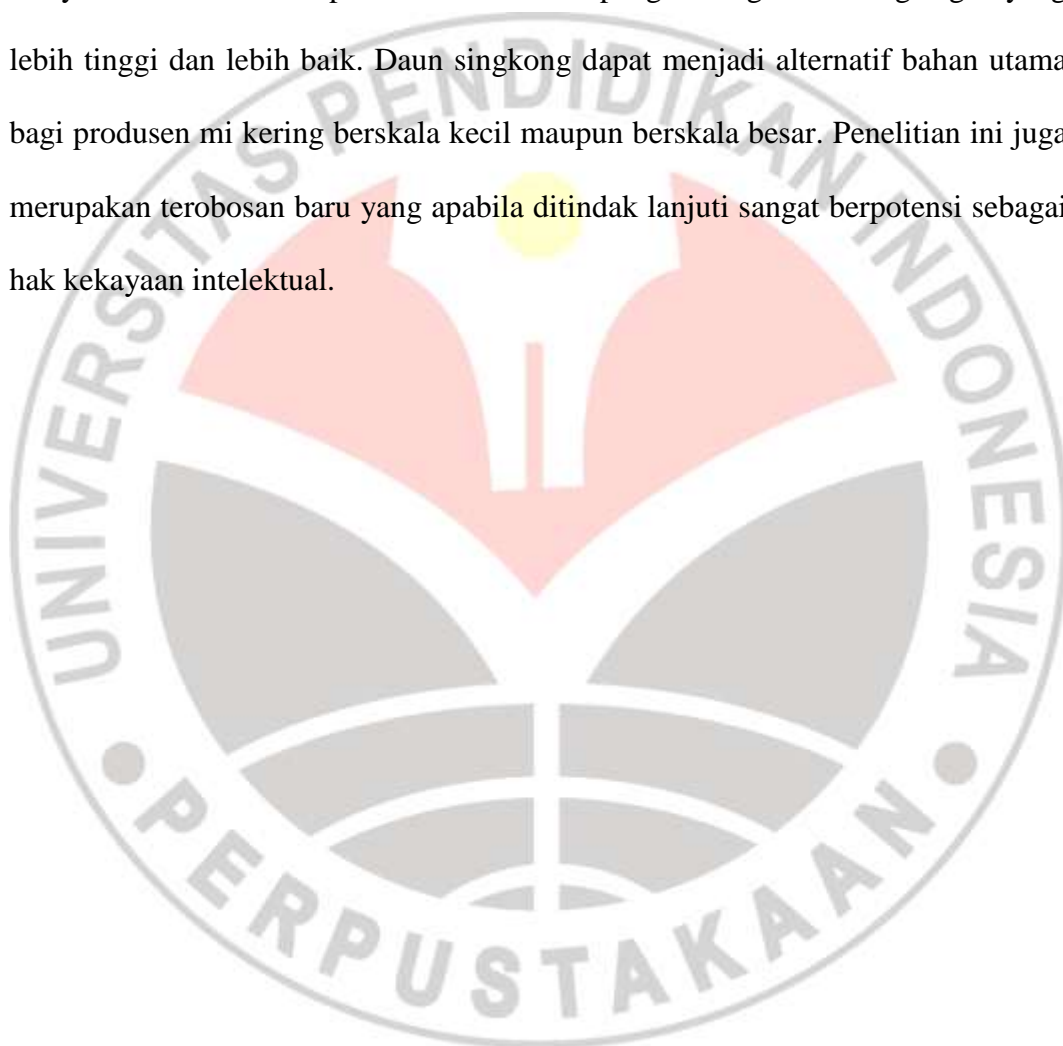 lebih tinggi dan lebih baik. Daun singkong dapat menjadi alternatif bahan utama
bagi produsen mi kering berskala kecil maupun berskala besar. Penelitian ini juga
merupakan terobosan baru yang apabila ditindak lanjuti sangat berpotensi sebagai
hak kekayaan intelektual.
UNIVERSITAS PENDIDIKAN INDONESIA
PERPUSTAKAAN